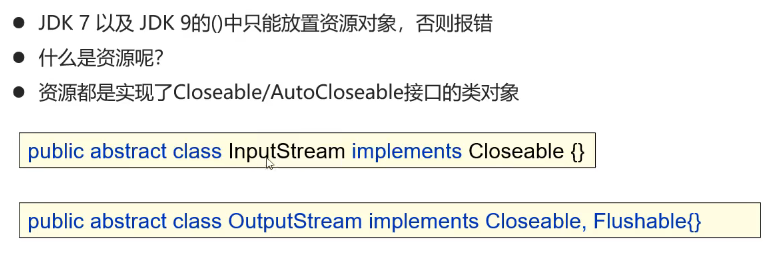 ● JDK 7 以及 JDK 9的()中只能放置资源对象，否则报错
● 什么是资源呢？
● 资源都是实现了Closeable/AutoCloseable接口的类对象
public abstract class InputStream implements Closeable {}
public abstract class OutputStream implements Closeable, Flushable{}